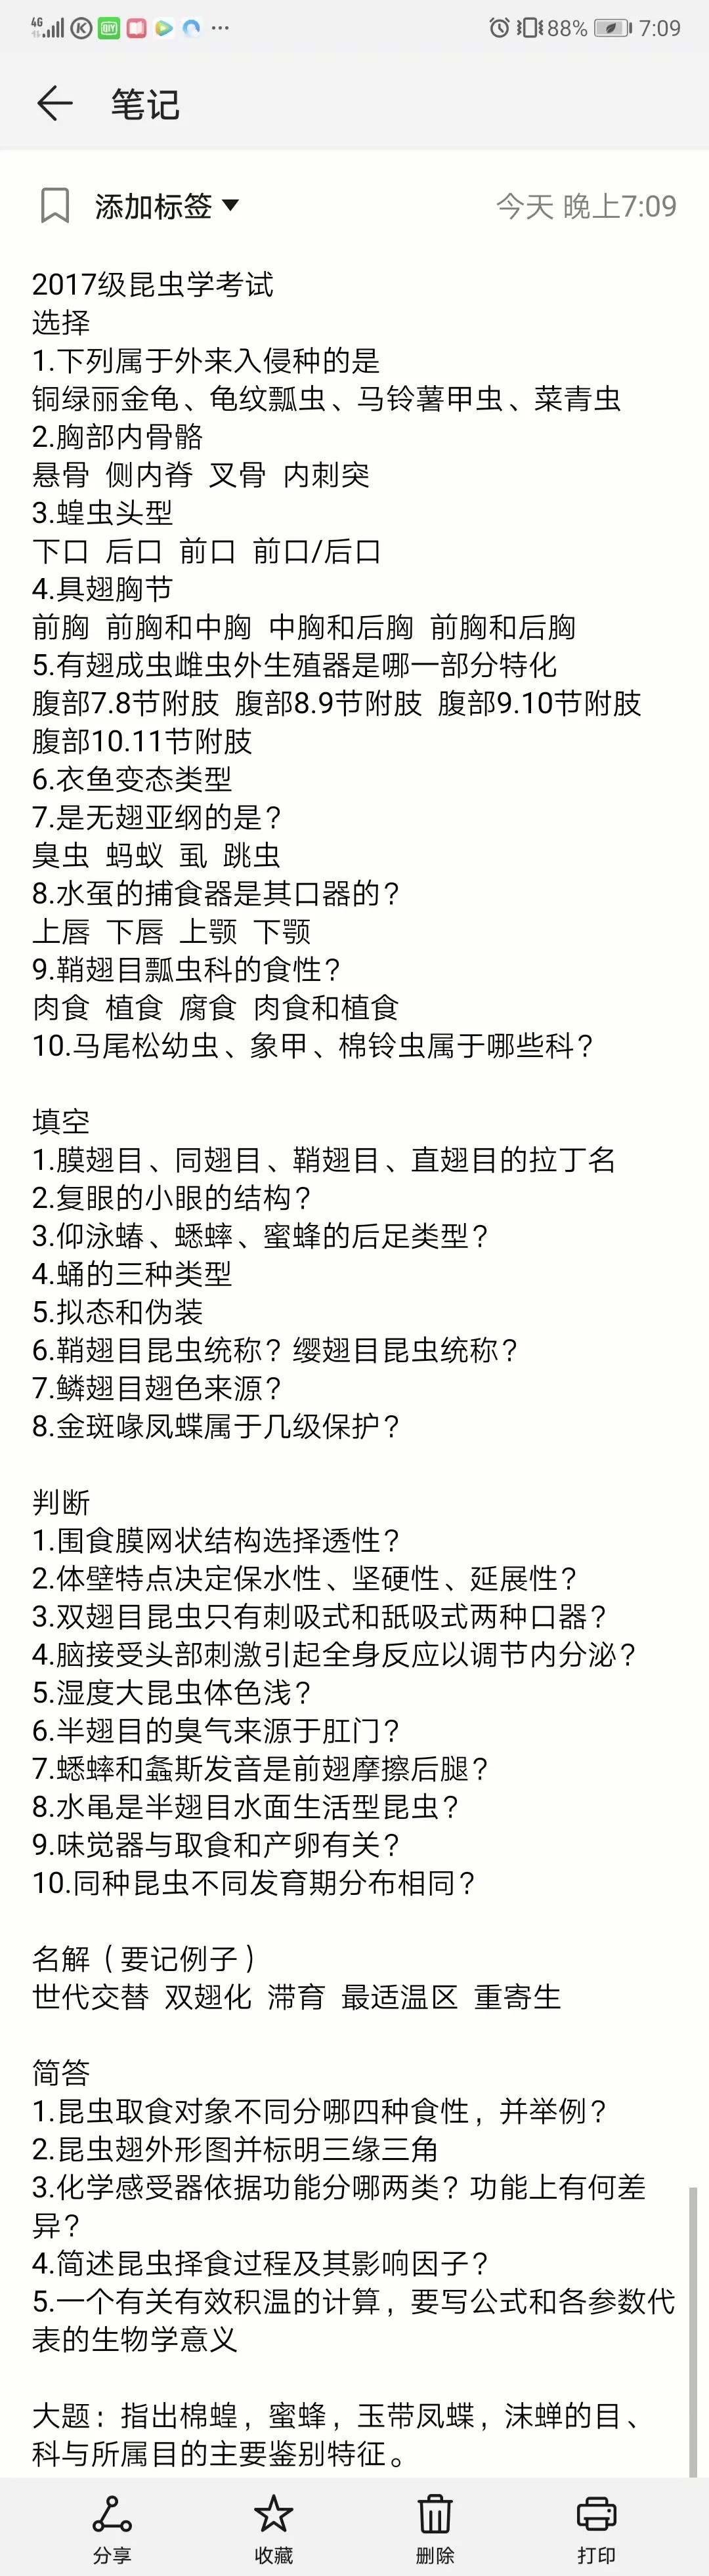 4G
K
QIY
88%
7:09
笔记
添加标签
今天 晚上7:09
2017级昆虫学考试
选择
1.下列属于外来入侵种的是
铜绿丽金龟、龟纹瓢虫、马铃薯甲虫、菜青虫
2.胸部内骨骼
悬骨 侧内脊 叉骨 内刺突
3.蝗虫头型
下口 后口 前口 前口/后口
4.具翅胸节
前胸 前胸和中胸 中胸和后胸 前胸和后胸
5.有翅成虫雌虫外生殖器是哪一部分特化
腹部7.8节附肢 腹部8.9节附肢 腹部9.10节附肢
腹部10.11节附肢
6.衣鱼变态类型
7.是无翅亚纲的是?
臭虫 蚂蚁 虱 跳虫
8.水虿的捕食器是其口器的?
上唇 下唇 上颚 下颚
9.鞘翅目瓢虫科的食性?
肉食 植食 腐食 肉食和植食
10.马尾松幼虫、象甲、棉铃虫属于哪些科?
填空
1.膜翅目、同翅目、鞘翅目、直翅目的拉丁名
2.复眼的小眼的结构?
3.仰泳蝽、蟋蟀、蜜蜂的后足类型?
4.蛹的三种类型
5.拟态和伪装
6.鞘翅目昆虫统称? 缨翅目昆虫统称?
7.鳞翅目翅色来源?
8.金斑喙凤蝶属于几级保护?
判断
1.围食膜网状结构选择透性?
2.体壁特点决定保水性、坚硬性、延展性?
3.双翅目昆虫只有刺吸式和舐吸式两种口器?
4.脑接受头部刺激引起全身反应以调节内分泌?
5.湿度大昆虫体色浅?
6.半翅目的臭气来源于肛门?
7.蟋蟀和螽斯发音是前翅摩擦后腿?
8.水黾是半翅目水面生活型昆虫?
9.味觉器与取食和产卵有关?
10.同种昆虫不同发育期分布相同?
名解（要记例子）
世代交替 双翅化 滞育 最适温区 重寄生
简答
1.昆虫取食对象不同分哪四种食性，并举例?
2.昆虫翅外形图并标明三缘三角
3.化学感受器依据功能分哪两类? 功能上有何差
异?
4.简述昆虫择食过程及其影响因子?
5.一个有关有效积温的计算，要写公式和各参数代
表的生物学意义
大题：指出棉蝗，蜜蜂，玉带凤蝶，沫蝉的目、
科与所属目的主要鉴别特征。
分享
收藏
删除
打印